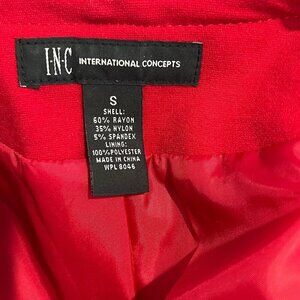 I·N·C INTERNATIONAL CONCEPTS
S
SHELL:
60% RAYON
35% NYLON
5% SPANDEX
LINING:
100%POLYESTER
MADE IN CHINA
WPL 8046